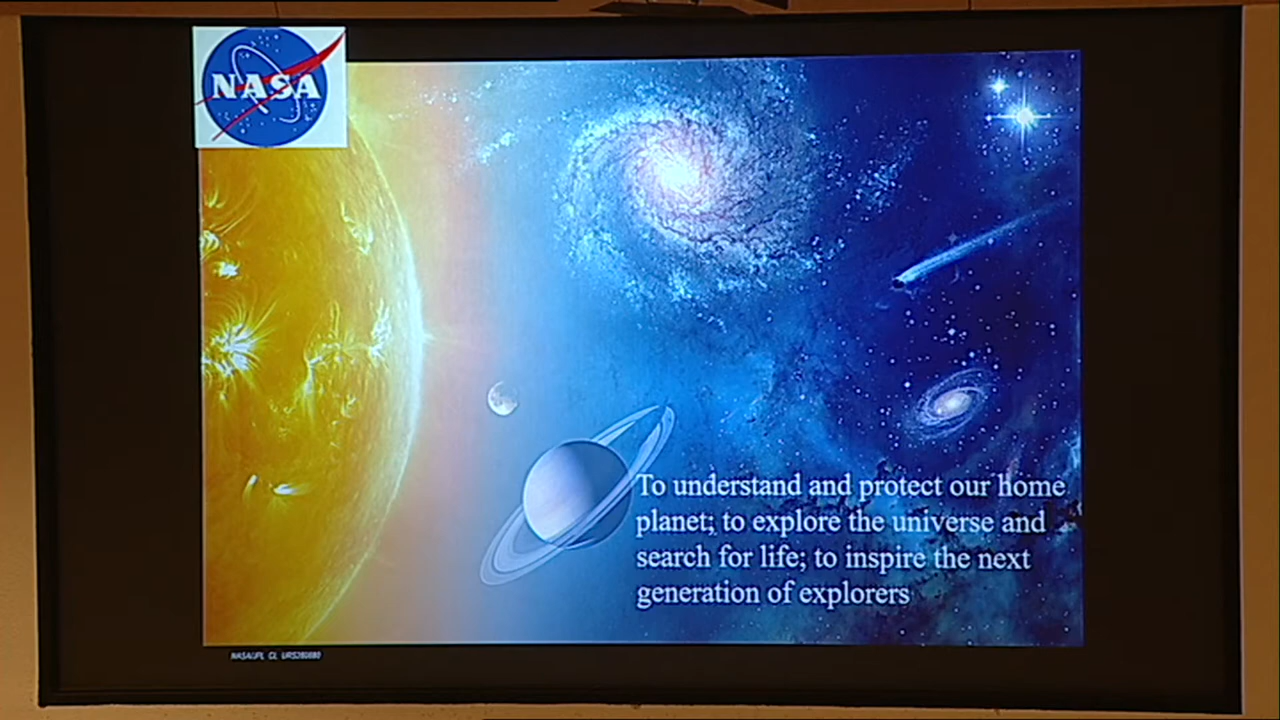 NASA
To understand and protect our home
planet; to explore the universe and
search for life; to inspire the next
generation of explorers